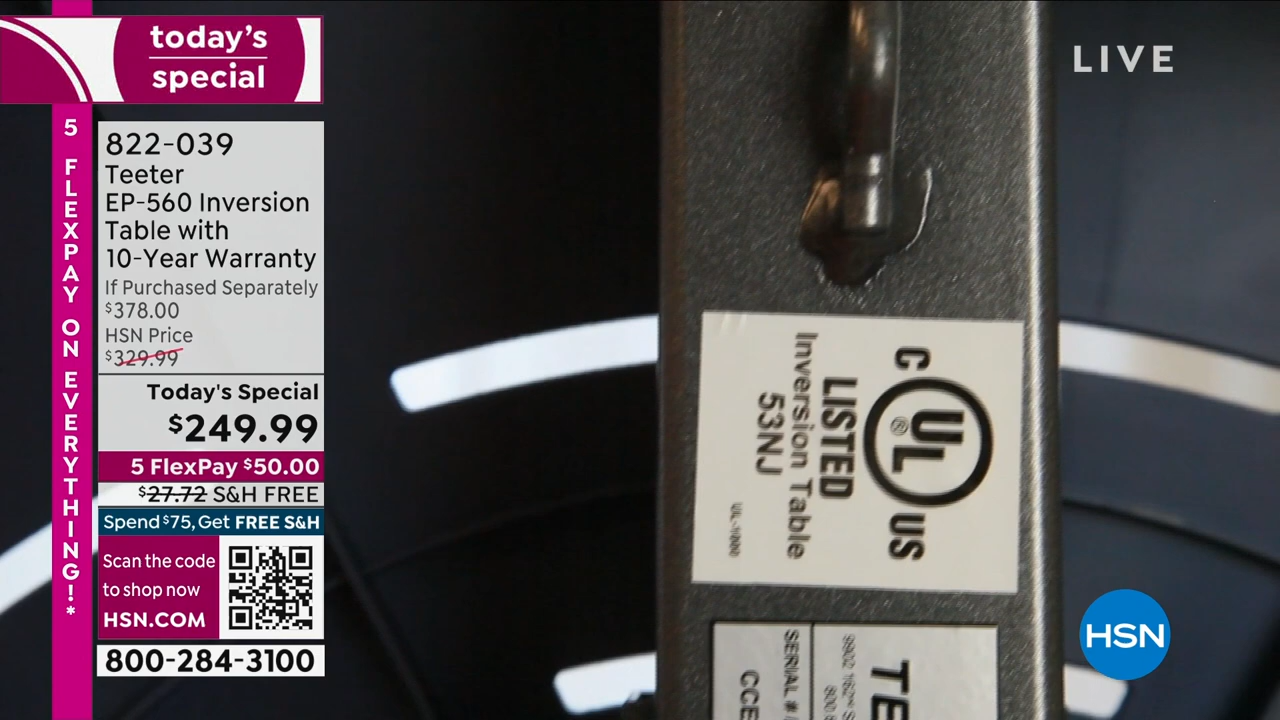 today's
special
LIVE
5 FLEXPAY ON EVERYTHING!*
822-039
Teeter
EP-560 Inversion
Table with
10-Year Warranty
If Purchased Separately
$378.00
HSN Price
$329.99
Today's Special
$249.99
5 FlexPay $50.00
$27.72 S&H FREE
Spend $75, Get FREE S&H
Scan the code
to shop now
HSN.COM
800-284-3100
C UL® US
LISTED
Inversion Table
53NJ
SERIAL #
CCE
TE
HSN